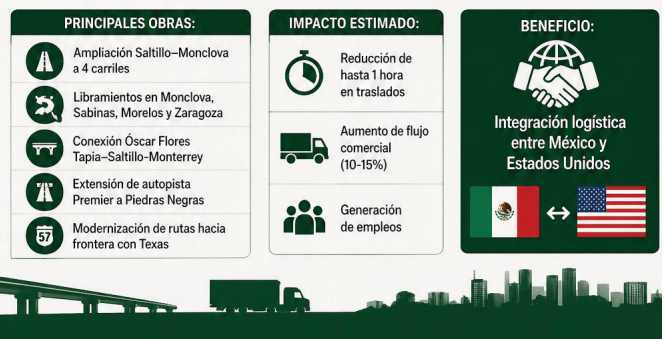 PRINCIPALES OBRAS:
Ampliación Saltillo–Monclova
a 4 carriles
Libramientos en Monclova,
Sabinas, Morelos y Zaragoza
Conexión Óscar Flores
Tapia–Saltillo-Monterrey
Extensión de autopista
Premier a Piedras Negras
57
Modernización de rutas hacia
frontera con Texas
IMPACTO ESTIMADO:
Reducción de
hasta 1 hora
en traslados
Aumento de flujo
comercial
(10-15%)
Generación
de empleos
BENEFICIO:
Integración logística
entre México y
Estados Unidos